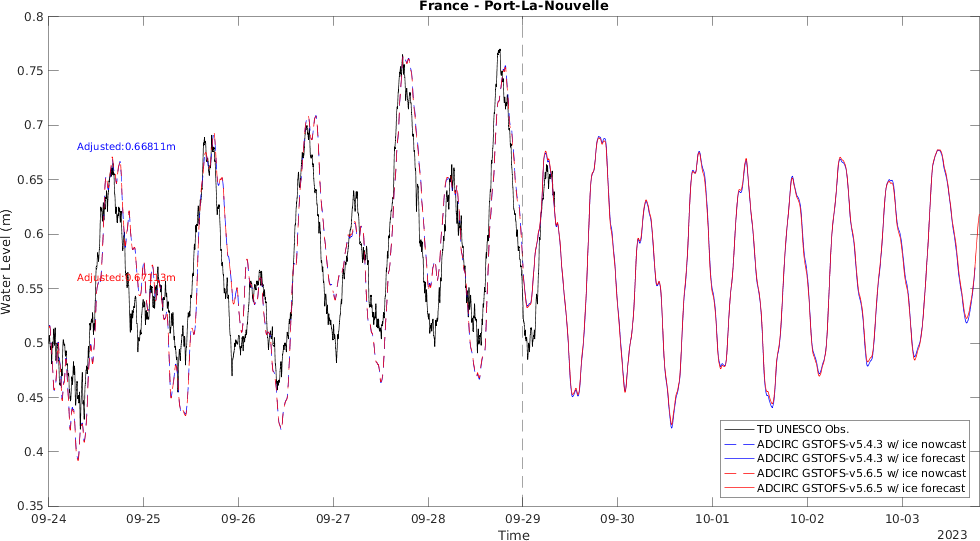 France - Port-La-Nouvelle
0.8
0.75
0.7
0.65
0.6
0.55
0.5
0.45
0.4
0.35
Water Level (m)
Adjusted:0.66811m
09-24
09-25
09-26
09-27
09-28
09-29
09-30
10-01
10-02
10-03
Time
2023
TD UNESCO Obs.
ADCIRC GSTOFS-v5.4.3 w/ ice nowcast
ADCIRC GSTOFS-v5.4.3 w/ ice forecast
ADCIRC GSTOFS-v5.6.5 w/ ice nowcast
ADCIRC GSTOFS-v5.6.5 w/ ice forecast